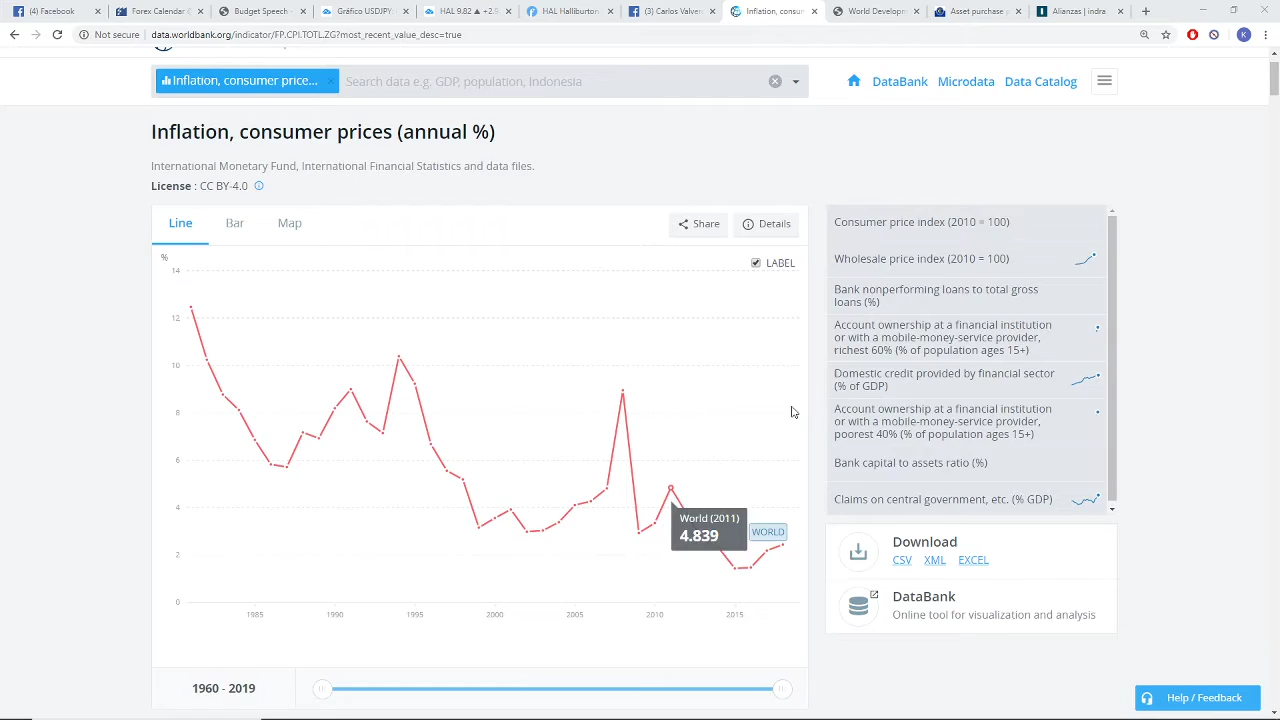 (4) Facebook
Forex Calendar
Budget Speech -
Gráfico USDJPY
HAL 9.82 ▲ +2.9
HAL Halliburton
(3) Carlos Valver
Inflation, consum
World Developm
Asset purchase
Alianzas | indra
Not secure
data.worldbank.org/indicator/FP.CPI.TOTL.ZG?most_recent_value_desc=true
K
Inflation, consumer price... ×
Search data e.g. GDP, population, Indonesia
DataBank
Microdata
Data Catalog
Inflation, consumer prices (annual %)
International Monetary Fund, International Financial Statistics and data files.
License : CC BY-4.0
Line
Bar
Map
Share
Details
%
LABEL
14
12
10
8
6
4
2
0
World (2011)
4.839
WORLD
1985
1990
1995
2000
2005
2010
2015
1960 - 2019
Consumer price index (2010 = 100)
Wholesale price index (2010 = 100)
Bank nonperforming loans to total gross
loans (%)
Account ownership at a financial institution
or with a mobile-money-service provider,
richest 60% (% of population ages 15+)
Domestic credit provided by financial sector
(% of GDP)
Account ownership at a financial institution
or with a mobile-money-service provider,
poorest 40% (% of population ages 15+)
Bank capital to assets ratio (%)
Claims on central government, etc. (% GDP)
Download
CSV
XML
EXCEL
DataBank
Online tool for visualization and analysis
Help / Feedback